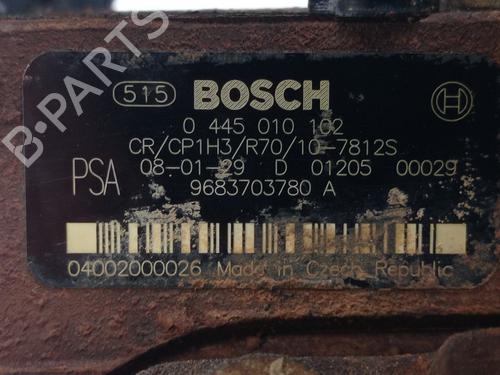 515 BOSCH
0 445 010 102
CR/CP1H3/R70/10-7812S
PSA 08-01-29 D 01205 00029
9683703780 A
04002000026 Made in Czech Republic
B-Parts